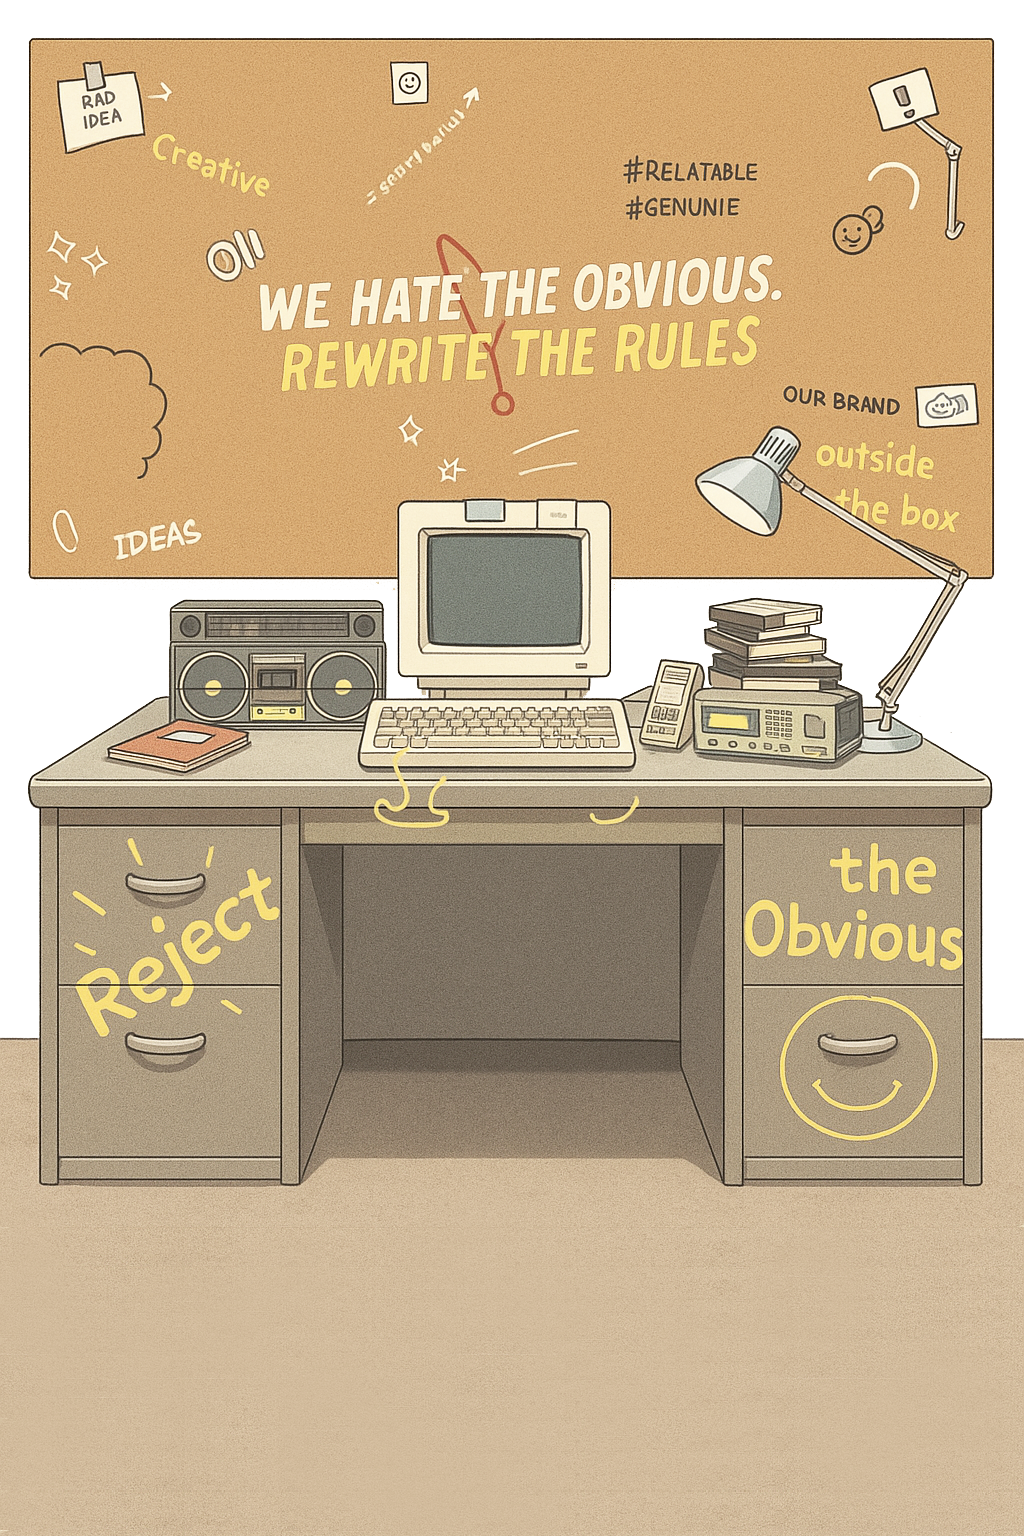 RAD
IDEA
Creative
#RELATABLE
#GENUNIE
WE HATE THE OBVIOUS.
REWRITE THE RULES
OUR BRAND
outside
the box
IDEAS
Reject
the
Obvious